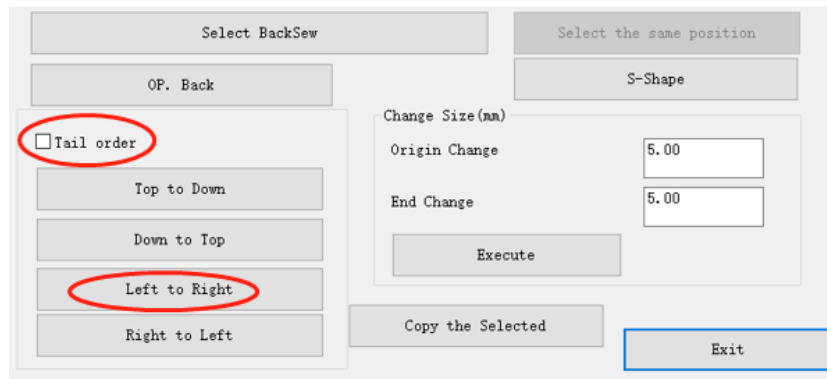 Select BackSew
Select the same position
OP. Back
S-Shape
Tail order
Top to Down
Down to Top
Left to Right
Right to Left
Change Size(mm)
Origin Change
5.00
End Change
5.00
Execute
Copy the Selected
Exit